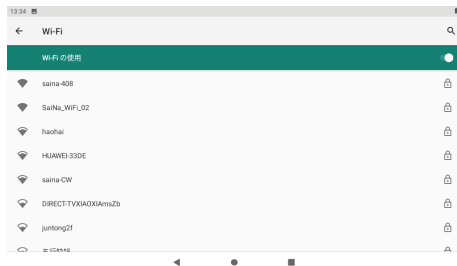 13:34
Wi-Fi
Wi-Fi の使用
saina-408
SaiNa_WiFi_02
haohai
HUAWEI-33DE
saina-CW
DIRECT-TVXIAOXIAmsZb
juntong2f